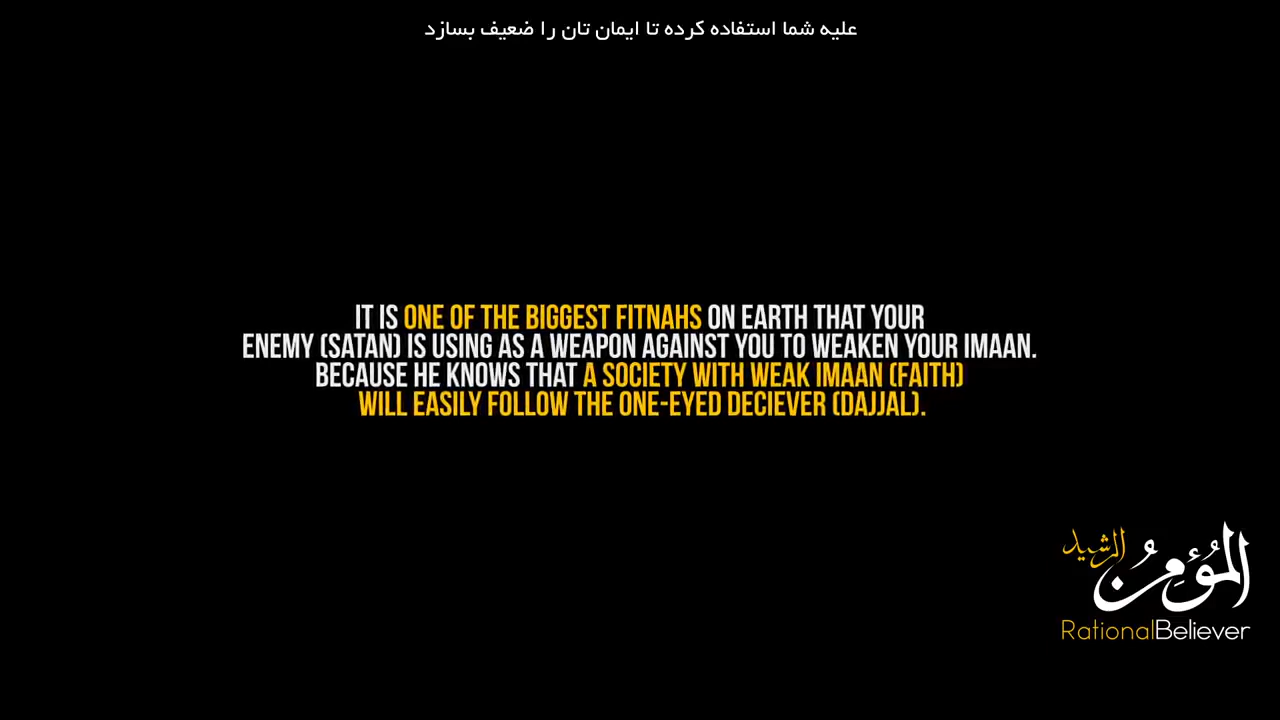 علیه شما استفاده کرده تا ایمان تان را ضعیف بسازد
IT IS ONE OF THE BIGGEST FITNAHS ON EARTH THAT YOUR
ENEMY (SATAN) IS USING AS A WEAPON AGAINST YOU TO WEAKEN YOUR IMAAN.
BECAUSE HE KNOWS THAT A SOCIETY WITH WEAK IMAAN (FAITH)
WILL EASILY FOLLOW THE ONE-EYED DECIEVER (DAJJAL).
المُؤمِنُ الرشيد
RationalBeliever